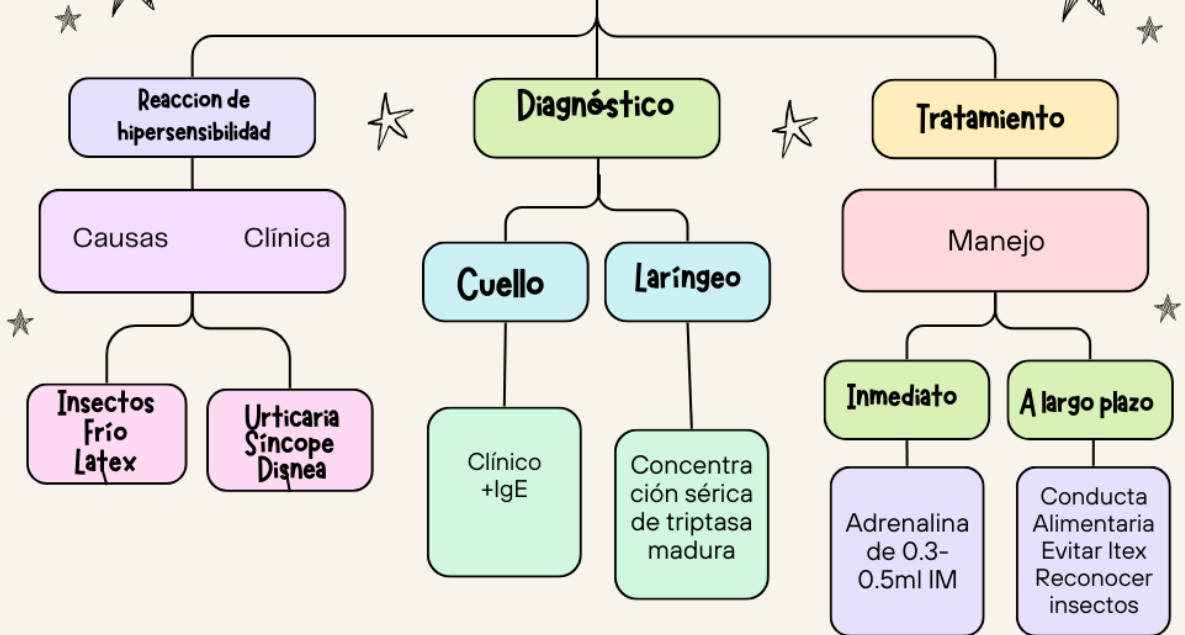 Reaccion de
hipersensibilidad
Diagnóstico
Tratamiento
Causas
Clínica
Manejo
Cuello
Laríngeo
Insectos
Frío
Latex
Urticaria
Síncope
Disnea
Inmediato
A largo plazo
Clínico
+IgE
Concentra
ción sérica
de triptasa
madura
Adrenalina
de 0.3-
0.5ml IM
Conducta
Alimentaria
Evitar ltex
Reconocer
insectos